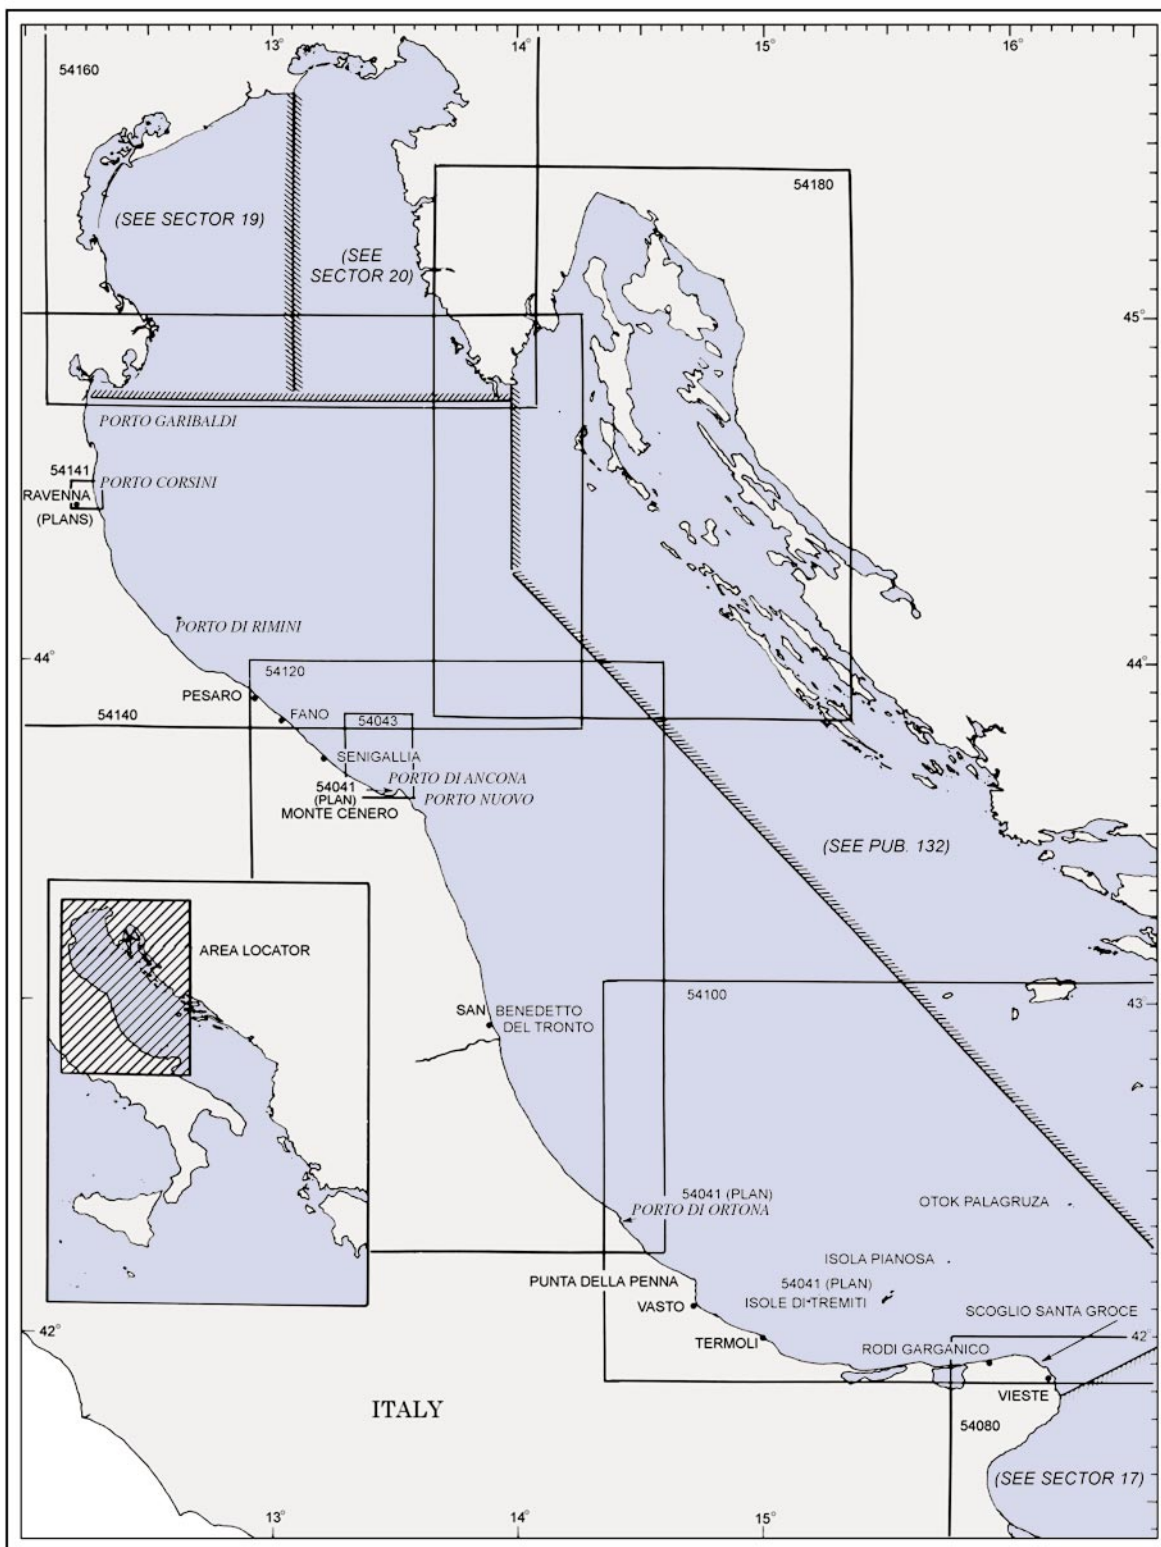 13°
14°
15°
16°
54160
54180
(SEE SECTOR 19)
(SEE
SECTOR 20)
45°
45°
PORTO GARIBALDI
54141
PORTO CORSINI
RAVENNA
(PLANS)
PORTO DI RIMINI
44°
44°
54120
PESARO
54140
FANO
54043
SENIGALLIA
PORTO DI ANCONA
54041
(PLAN)
PORTO NUOVO
MONTE CENERO
(SEE PUB. 132)
AREA LOCATOR
54100
43°
SAN BENEDETTO
DEL TRONTO
54041 (PLAN)
PORTO DI ORTONA
OTOK PALAGRUZA
ISOLA PIANOSA
PUNTA DELLA PENNA
54041 (PLAN)
VASTO
ISOLE DI TREMITI
SCOGLIO SANTA GROCE
42°
42°
TERMOLI
RODI GARGANICO
VIESTE
ITALY
54080
(SEE SECTOR 17)
13°
14°
15°